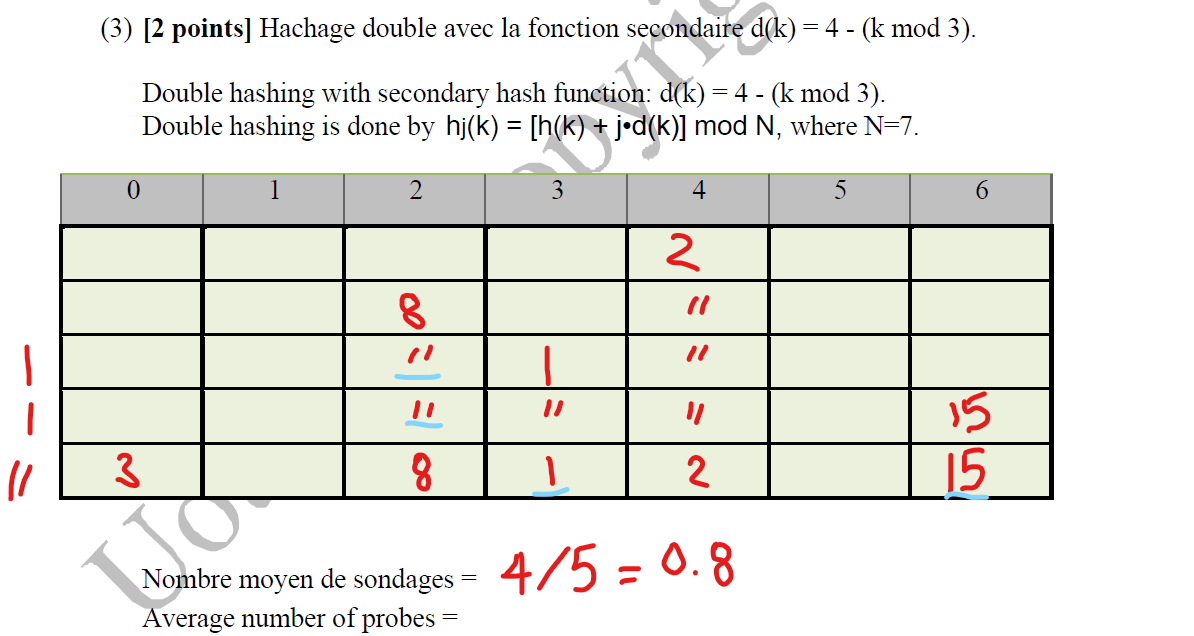 (3) [2 points] Hachage double avec la fonction secondaire d(k) = 4 - (k mod 3).
Double hashing with secondary hash function: d(k) = 4 - (k mod 3).
Double hashing is done by hj(k) = [h(k) + j•d(k)] mod N, where N=7.
0 1 2 3 4 5 6
2
8 "
| " 1 "
| " " " 15
|| 3 8 1 2 15
Nombre moyen de sondages = 4/5 = 0.8
Average number of probes =